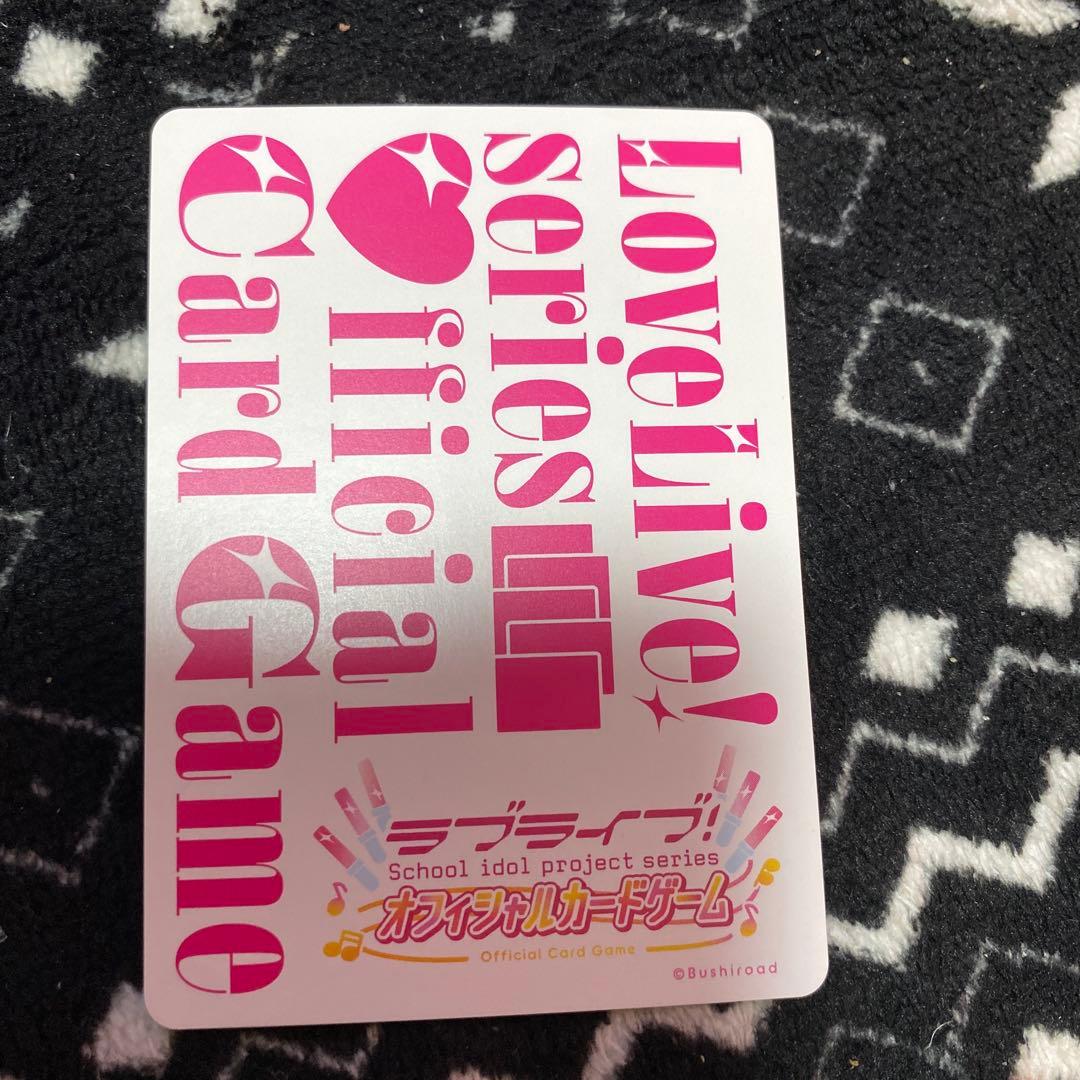 LoveLive!
series
Official
Card Game
ラブライブ!
School idol project series
オフィシャルカードゲーム
Official Card Game
©Bushiroad